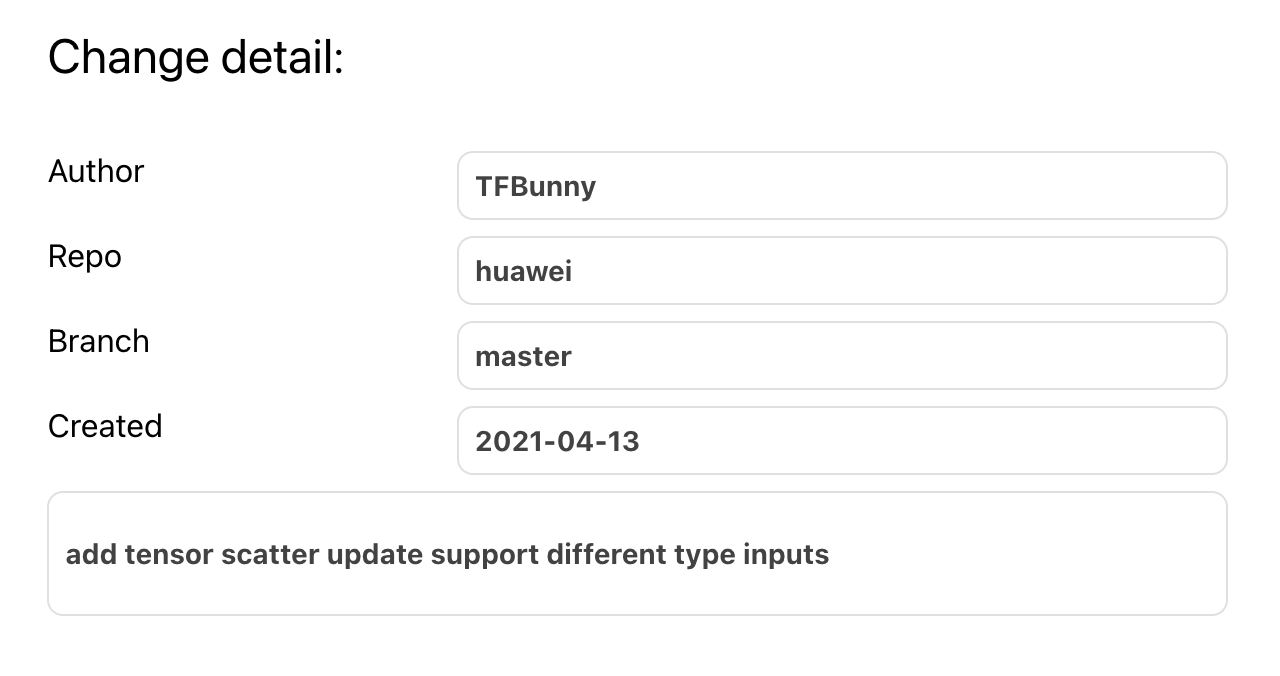 Change detail:
Author
TFBunny
Repo
huawei
Branch
master
Created
2021-04-13
add tensor scatter update support different type inputs